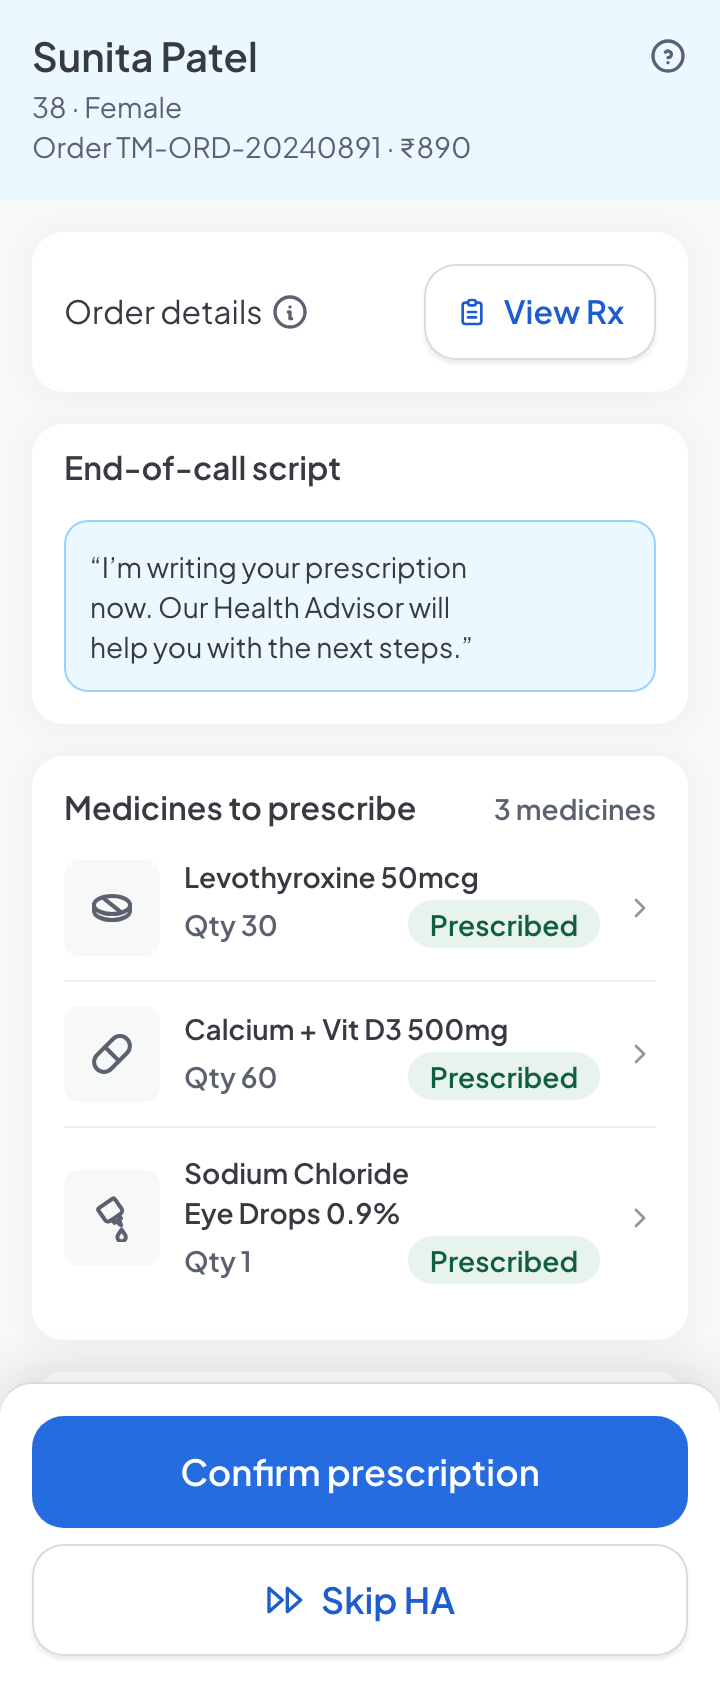 Sunita Patel
38 · Female
Order TM-ORD-20240891 · ₹890
Order details
View Rx
End-of-call script
“I’m writing your prescription
now. Our Health Advisor will
help you with the next steps.”
Medicines to prescribe
3 medicines
Levothyroxine 50mcg
Qty 30
Prescribed
Calcium + Vit D3 500mg
Qty 60
Prescribed
Sodium Chloride
Eye Drops 0.9%
Qty 1
Prescribed
Confirm prescription
Skip HA